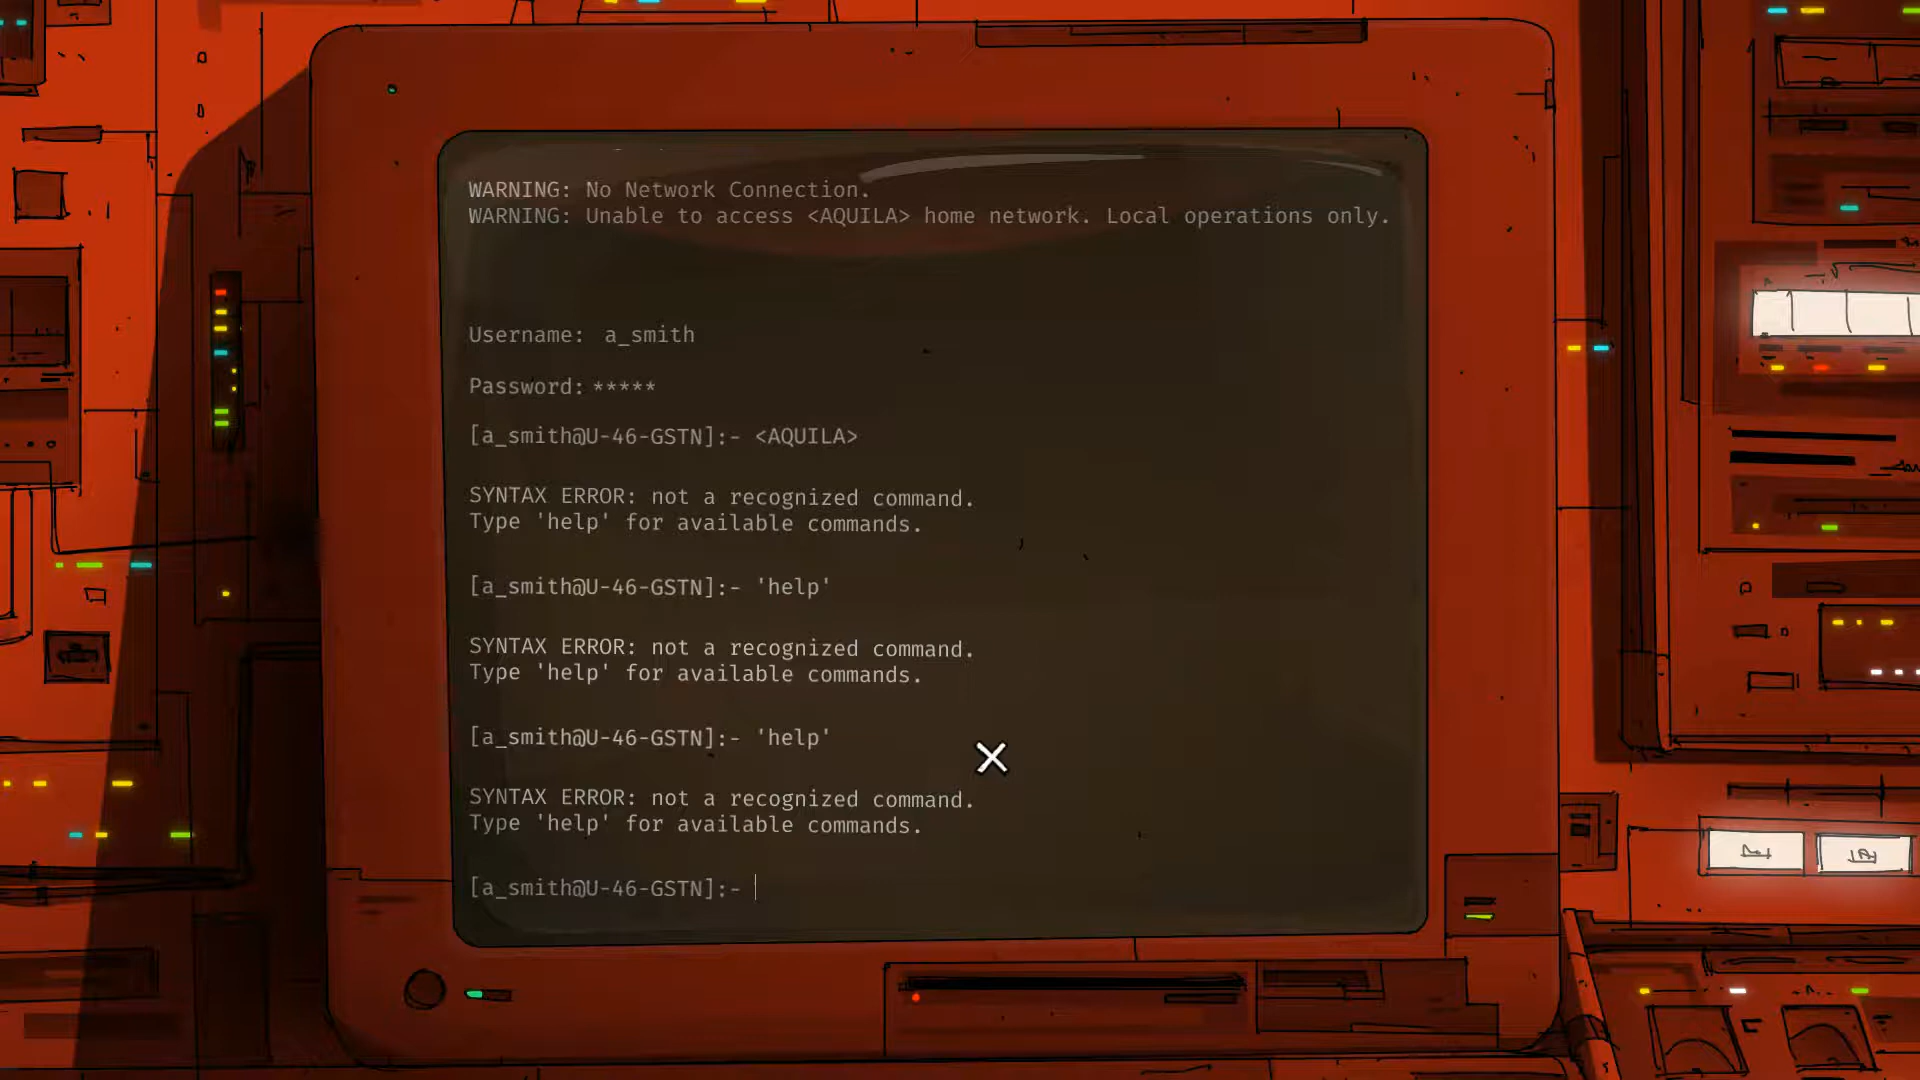 WARNING: No Network Connection.
WARNING: Unable to access <AQUILA> home network. Local operations only.
Username: a_smith
Password: *****
[a_smith@U-46-GSTN]:- <AQUILA>
SYNTAX ERROR: not a recognized command.
Type 'help' for available commands.
[a_smith@U-46-GSTN]:- 'help'
SYNTAX ERROR: not a recognized command.
Type 'help' for available commands.
[a_smith@U-46-GSTN]:- 'help'
SYNTAX ERROR: not a recognized command.
Type 'help' for available commands.
[a_smith@U-46-GSTN]:-